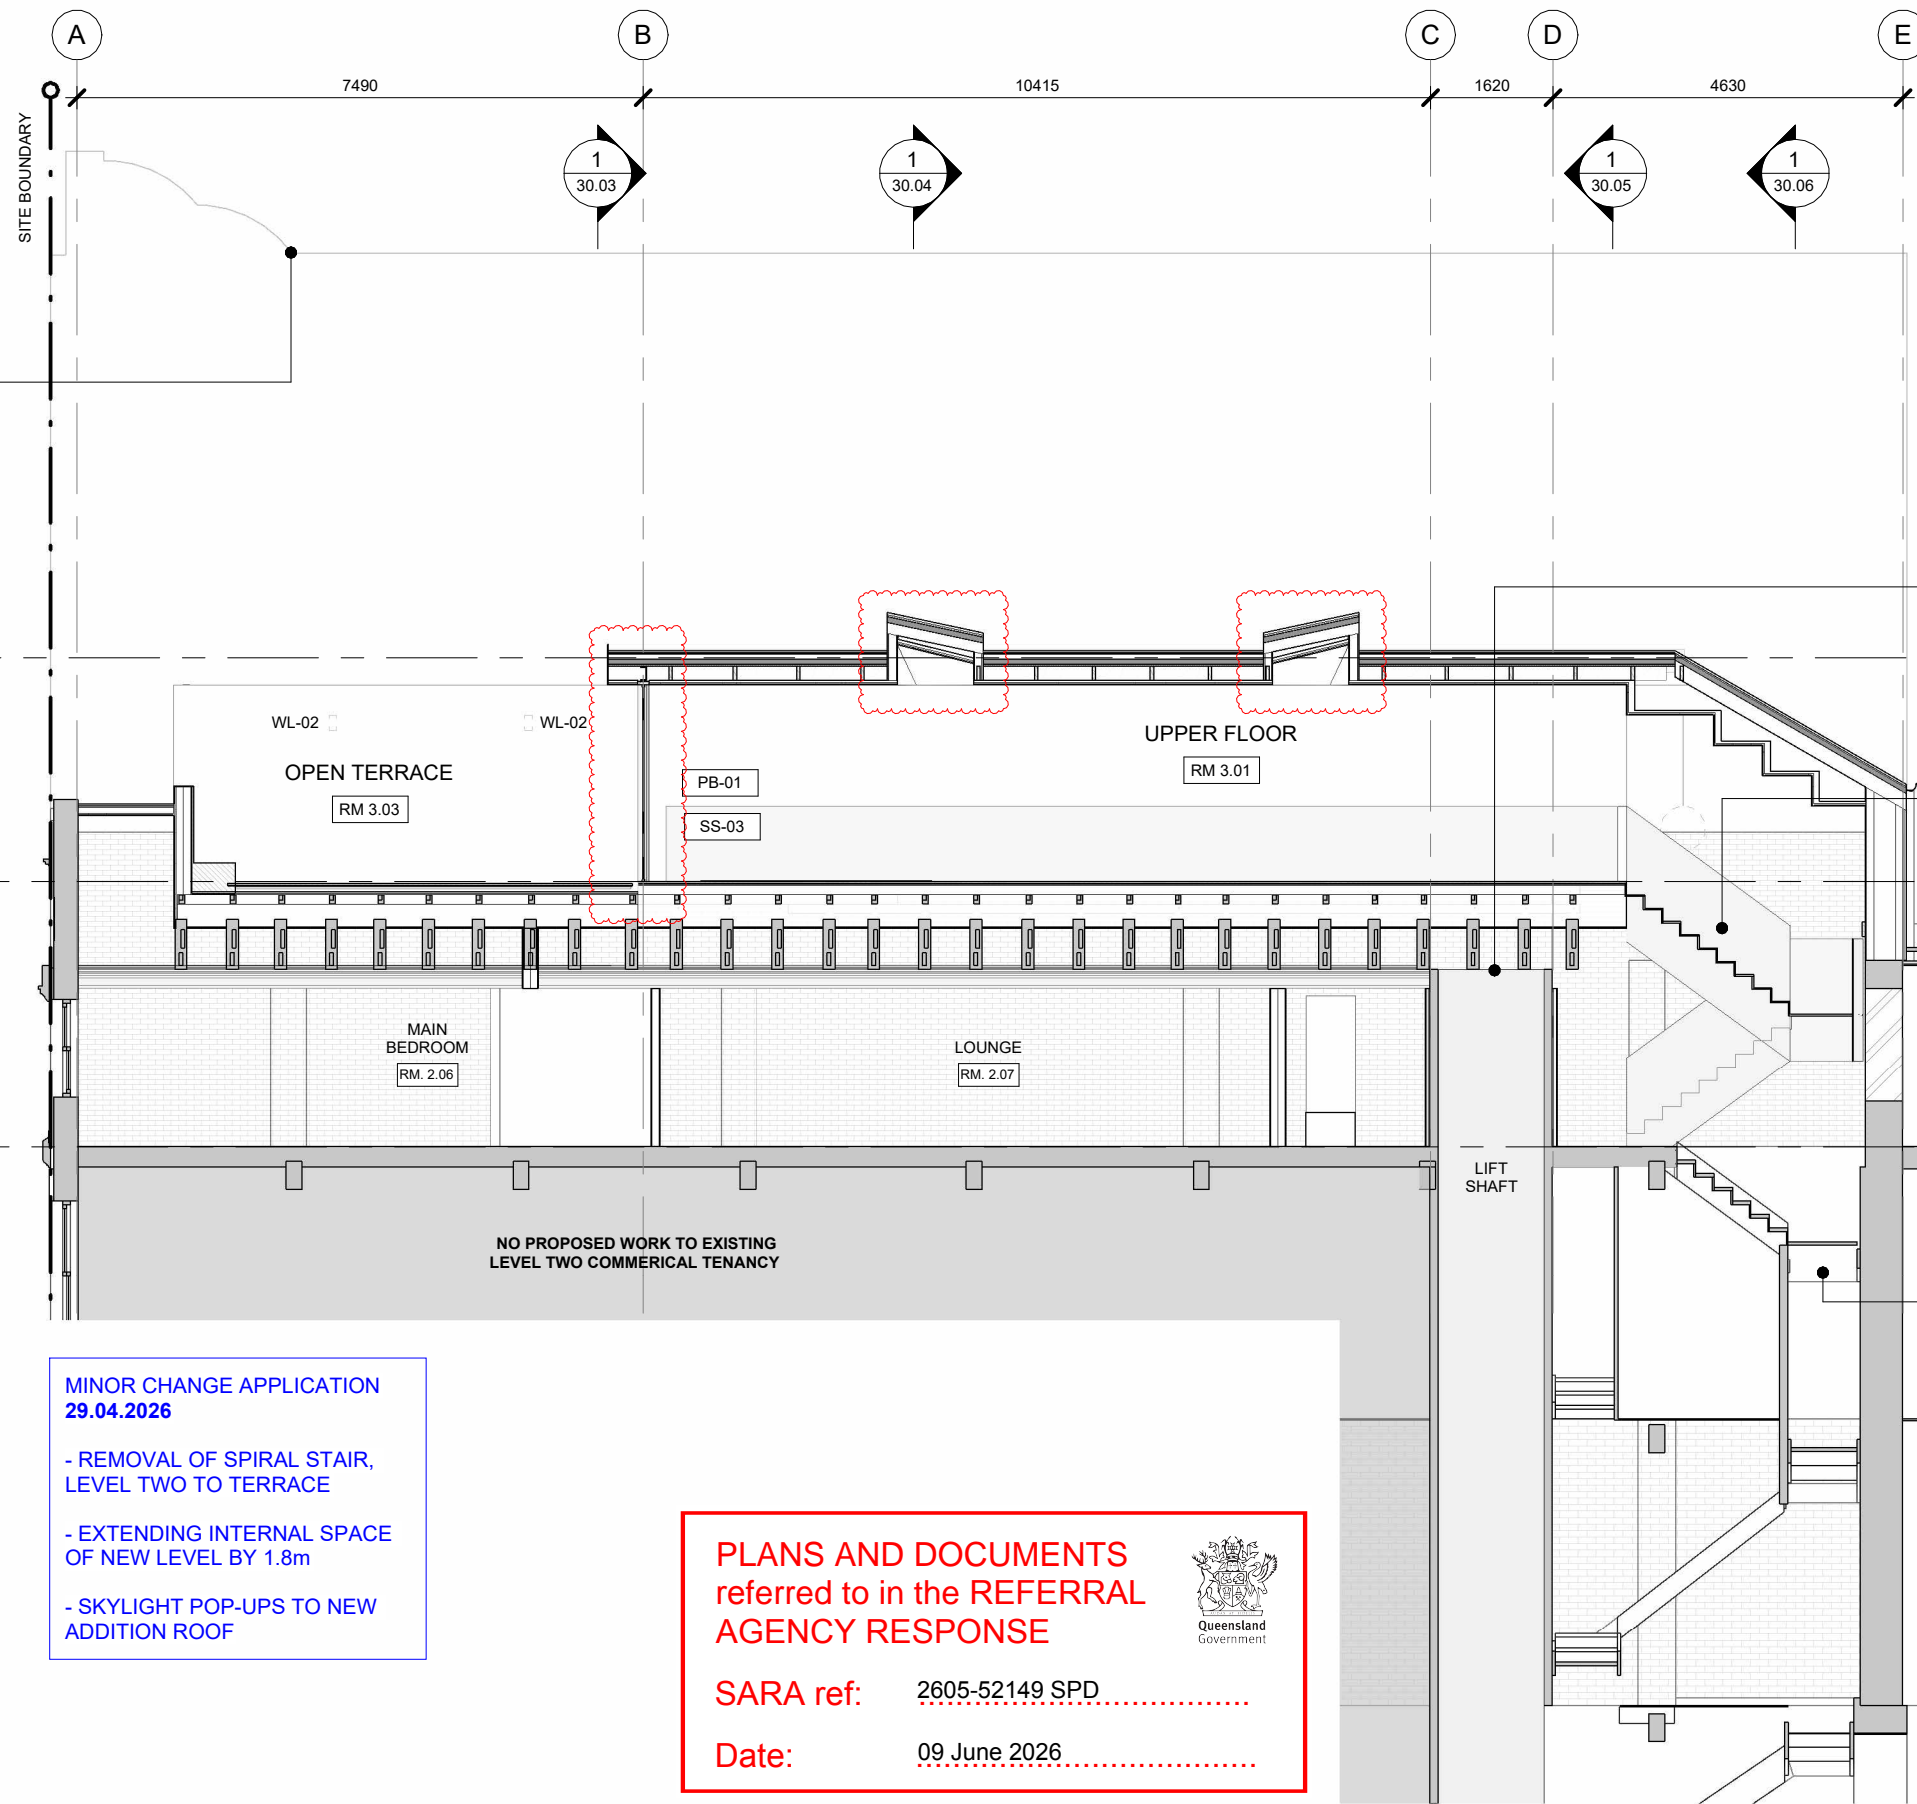 A
B
C
D
E
7490
10415
1620
4630
SITE BOUNDARY
1
30.03
1
30.04
1
30.05
1
30.06
WL-02
WL-02
OPEN TERRACE
RM 3.03
PB-01
SS-03
UPPER FLOOR
RM 3.01
MAIN
BEDROOM
RM. 2.06
LOUNGE
RM. 2.07
LIFT
SHAFT
NO PROPOSED WORK TO EXISTING
LEVEL TWO COMMERICAL TENANCY
MINOR CHANGE APPLICATION
29.04.2026
- REMOVAL OF SPIRAL STAIR,
LEVEL TWO TO TERRACE
- EXTENDING INTERNAL SPACE
OF NEW LEVEL BY 1.8m
- SKYLIGHT POP-UPS TO NEW
ADDITION ROOF
PLANS AND DOCUMENTS
referred to in the REFERRAL
AGENCY RESPONSE
Queensland
Government
SARA ref: 2605-52149 SPD
Date: 09 June 2026